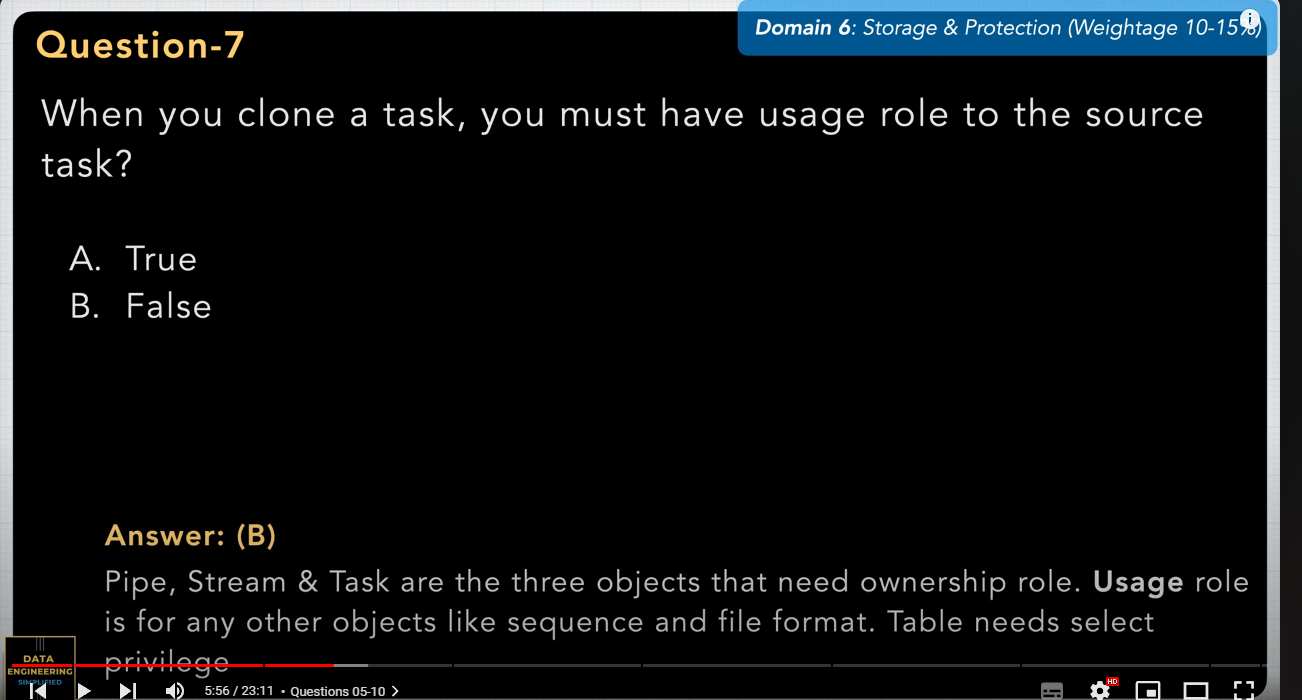 Domain 6: Storage & Protection (Weightage 10-15%)
Question-7
When you clone a task, you must have usage role to the source
task?
A. True
B. False
Answer: (B)
Pipe, Stream & Task are the three objects that need ownership role. Usage role
is for any other objects like sequence and file format. Table needs select
privilege
DATA
ENGINEERING
SIMPLIFIED
5:56 / 23:11 • Questions 05-10
HD